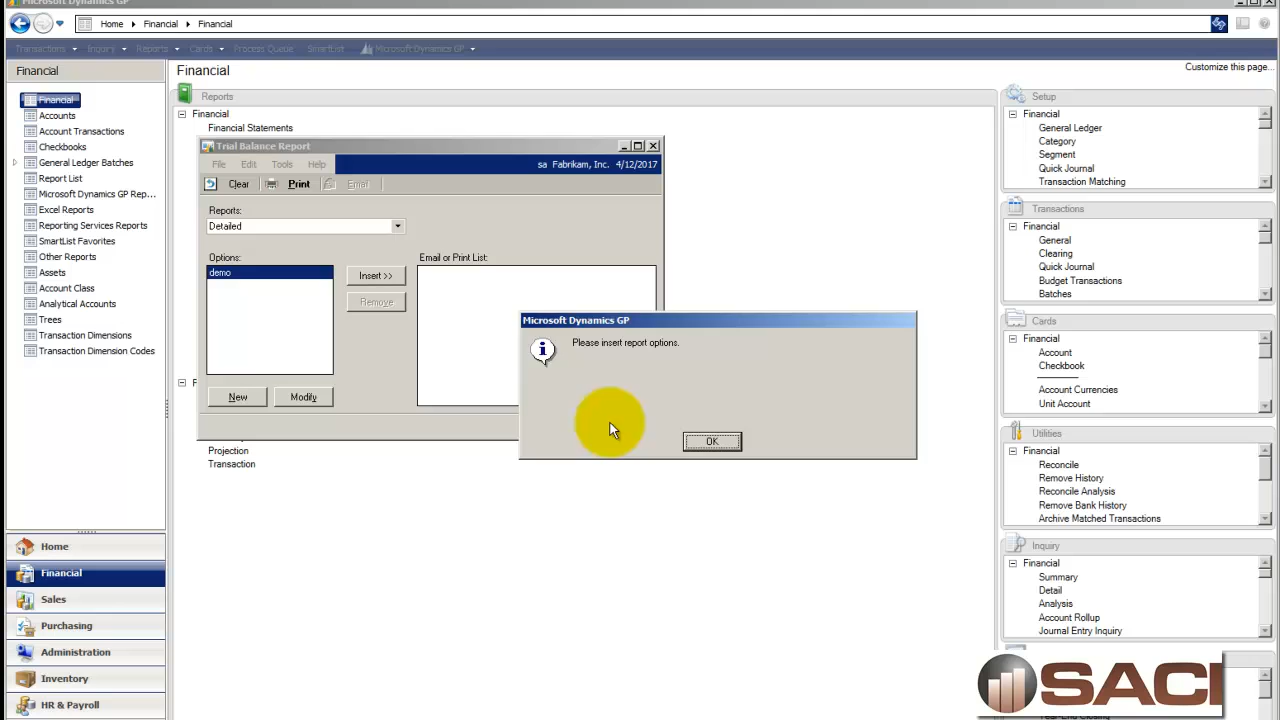 Microsoft Dynamics GP
Home Financial Financial
Transactions Inquiry Reports Cards Process Queue SmartList Microsoft Dynamics GP
Financial
Financial
Accounts
Account Transactions
Checkbooks
General Ledger Batches
Report List
Microsoft Dynamics GP Rep...
Excel Reports
Reporting Services Reports
SmartList Favorites
Other Reports
Assets
Account Class
Analytical Accounts
Trees
Transaction Dimensions
Transaction Dimension Codes
Home
Financial
Sales
Purchasing
Administration
Inventory
HR & Payroll
Financial
Customize this page...
Reports
Financial
Financial Statements
Trial Balance Report
File Edit Tools Help
sa Fabrikam, Inc. 4/12/2017
Clear Print Email
Reports:
Detailed
Options:
demo
Insert >>
Remove
Email or Print List:
New Modify
F
Projection
Transaction
Microsoft Dynamics GP
Please insert report options.
OK
Setup
Financial
General Ledger
Category
Segment
Quick Journal
Transaction Matching
Transactions
Financial
General
Clearing
Quick Journal
Budget Transactions
Batches
Cards
Financial
Account
Checkbook
Account Currencies
Unit Account
Utilities
Financial
Reconcile
Remove History
Reconcile Analysis
Remove Bank History
Archive Matched Transactions
Inquiry
Financial
Summary
Detail
Analysis
Account Rollup
Journal Entry Inquiry
SACI
Year-End Closing